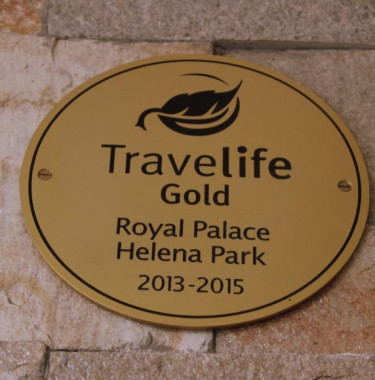 Travelife
Gold
Royal Palace
Helena Park
2013-2015